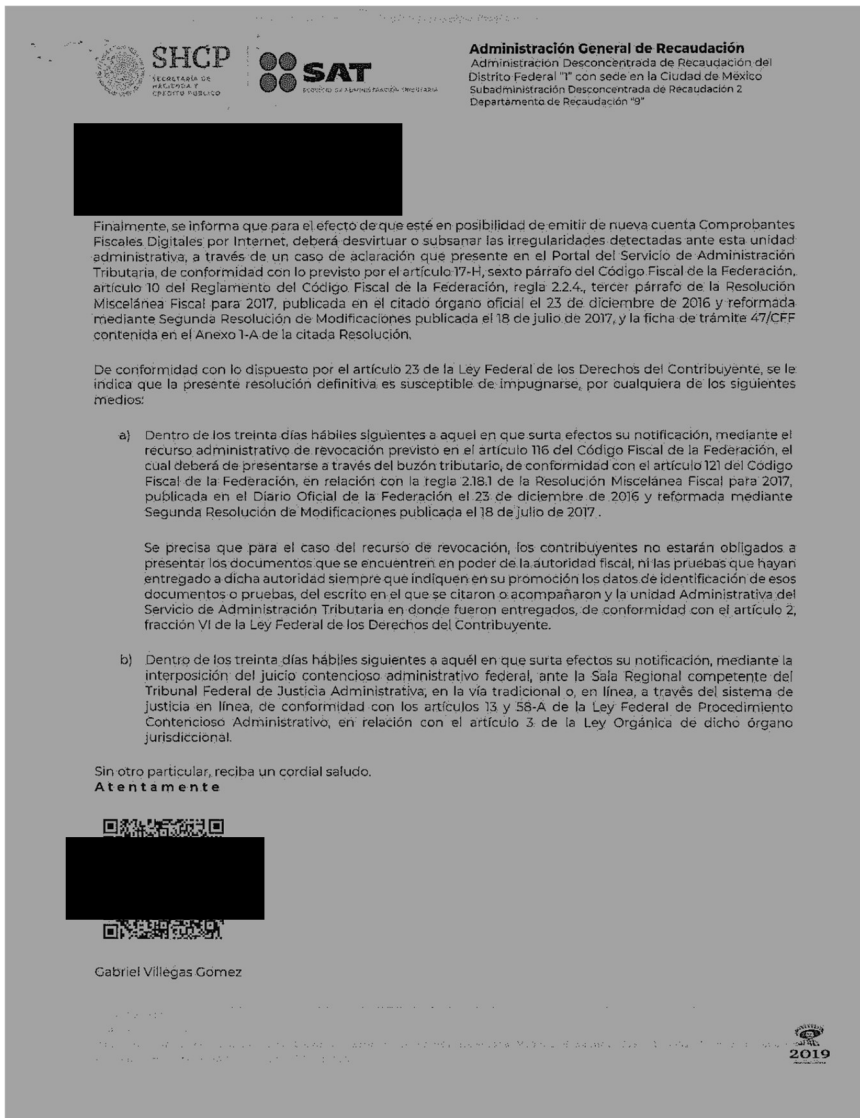 SHCP
SECRETARÍA DE
HACIENDA Y
CRÉDITO PÚBLICO
SAT
SERVICIO DE ADMINISTRACIÓN TRIBUTARIA
Administración General de Recaudación
Administración Desconcentrada de Recaudación del
Distrito Federal "1" con sede en la Ciudad de México
Subadministración Desconcentrada de Recaudación 2
Departamento de Recaudación "9"
Finalmente, se informa que para el efecto de que esté en posibilidad de emitir de nueva cuenta Comprobantes
Fiscales Digitales por Internet, deberá desvirtuar o subsanar las irregularidades detectadas ante esta unidad
administrativa, a través de un caso de aclaración que presente en el Portal del Servicio de Administración
Tributaria, de conformidad con lo previsto por el artículo 17-H, sexto párrafo del Código Fiscal de la Federación,
artículo 10 del Reglamento del Código Fiscal de la Federación, regla 2.2.4., tercer párrafo de la Resolución
Miscelánea Fiscal para 2017, publicada en el citado órgano oficial el 23 de diciembre de 2016 y reformada
mediante Segunda Resolución de Modificaciones publicada el 18 de julio de 2017, y la ficha de trámite 47/CFF
contenida en el Anexo 1-A de la citada Resolución.
De conformidad con lo dispuesto por el artículo 23 de la Ley Federal de los Derechos del Contribuyente, se le
indica que la presente resolución definitiva es susceptible de impugnarse, por cualquiera de los siguientes
medios:
a) Dentro de los treinta días hábiles siguientes a aquel en que surta efectos su notificación, mediante el
recurso administrativo de revocación previsto en el artículo 116 del Código Fiscal de la Federación, el
cual deberá de presentarse a través del buzón tributario, de conformidad con el artículo 121 del Código
Fiscal de la Federación, en relación con la regla 2.18.1 de la Resolución Miscelánea Fiscal para 2017,
publicada en el Diario Oficial de la Federación el 23 de diciembre de 2016 y reformada mediante
Segunda Resolución de Modificaciones publicada el 18 de julio de 2017.
Se precisa que para el caso del recurso de revocación, los contribuyentes no estarán obligados a
presentar los documentos que se encuentren en poder de la autoridad fiscal, ni las pruebas que hayan
entregado a dicha autoridad siempre que indiquen en su promoción los datos de identificación de esos
documentos o pruebas, del escrito en el que se citaron o acompañaron y la unidad Administrativa del
Servicio de Administración Tributaria en donde fueron entregados, de conformidad con el artículo 2,
fracción VI de la Ley Federal de los Derechos del Contribuyente.
b) Dentro de los treinta días hábiles siguientes a aquél en que surta efectos su notificación, mediante la
interposición del juicio contencioso administrativo federal, ante la Sala Regional competente del
Tribunal Federal de Justicia Administrativa, en la vía tradicional o, en línea, a través del sistema de
justicia en línea, de conformidad con los artículos 13 y 58-A de la Ley Federal de Procedimiento
Contencioso Administrativo, en relación con el artículo 3 de la Ley Orgánica de dicho órgano
jurisdiccional.
Sin otro particular, reciba un cordial saludo.
Atentamente
Gabriel Villegas Gómez
2019